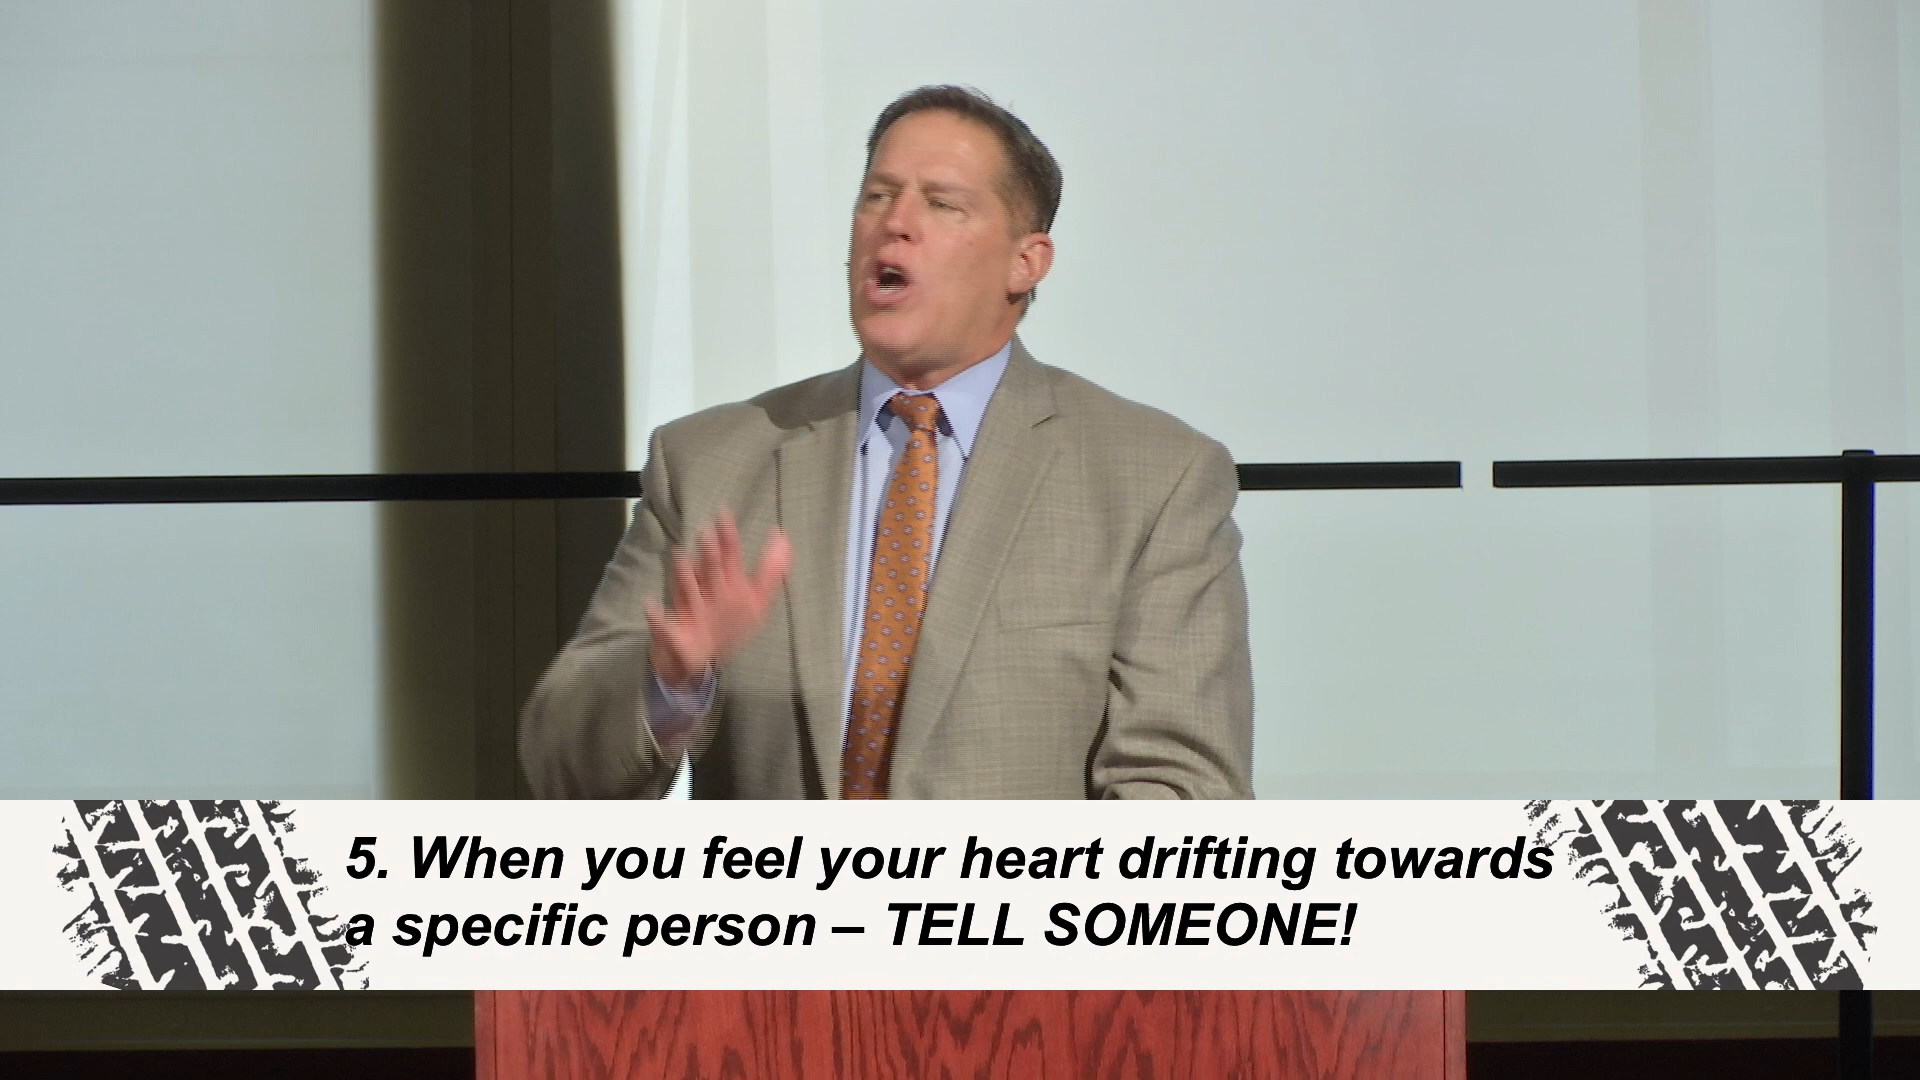 5. When you feel your heart drifting towards
a specific person – TELL SOMEONE!